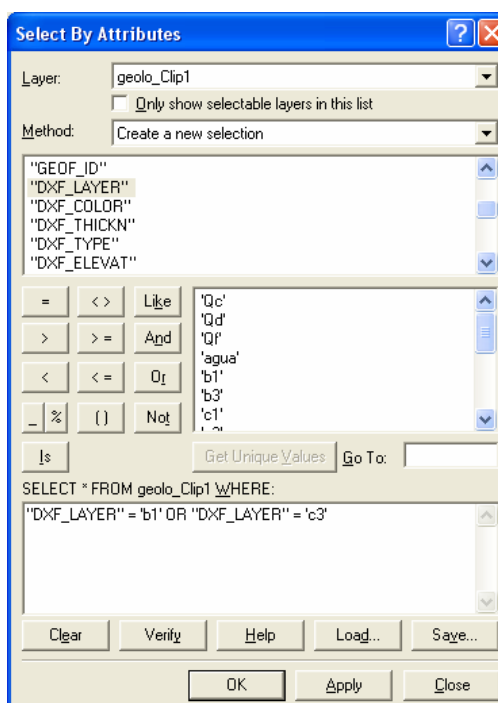 Select By Attributes
Layer: geolo_Clip1
Only show selectable layers in this list
Method: Create a new selection
"GEOF_ID"
"DXF_LAYER"
"DXF_COLOR"
"DXF_THICKN"
"DXF_TYPE"
"DXF_ELEVAT"
= < > Like
> > = And
< < = Or
_ % ( ) Not
Is
'Qc'
'Qd'
'Qf'
'agua'
'b1'
'b3'
'c1'
Get Unique Values Go To:
SELECT * FROM geolo_Clip1 WHERE:
"DXF_LAYER" = 'b1' OR "DXF_LAYER" = 'c3'
Clear Verify Help Load... Save...
OK Apply Close